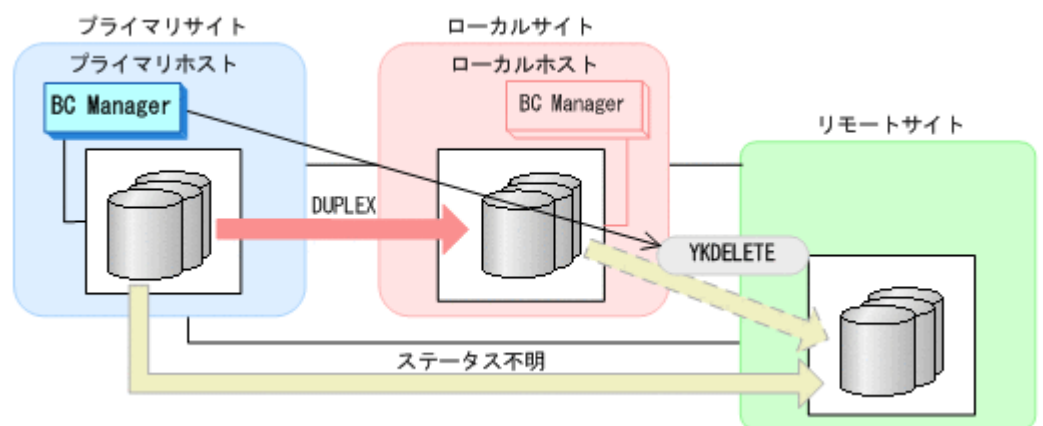 プライマリサイト
ローカルサイト
プライマリホスト
ローカルホスト
BC Manager
BC Manager
リモートサイト
DUPLEX
YKDELETE
ステータス不明